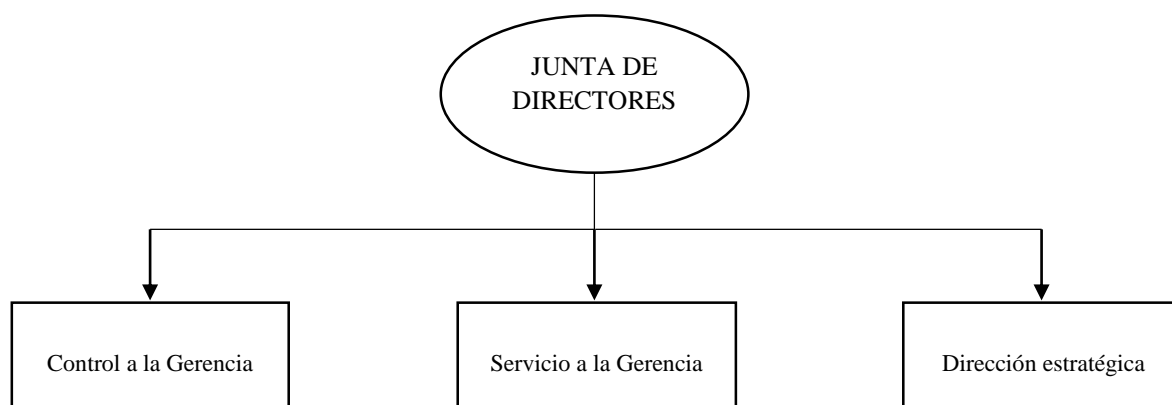 JUNTA DE
DIRECTORES
Control a la Gerencia
Servicio a la Gerencia
Dirección estratégica